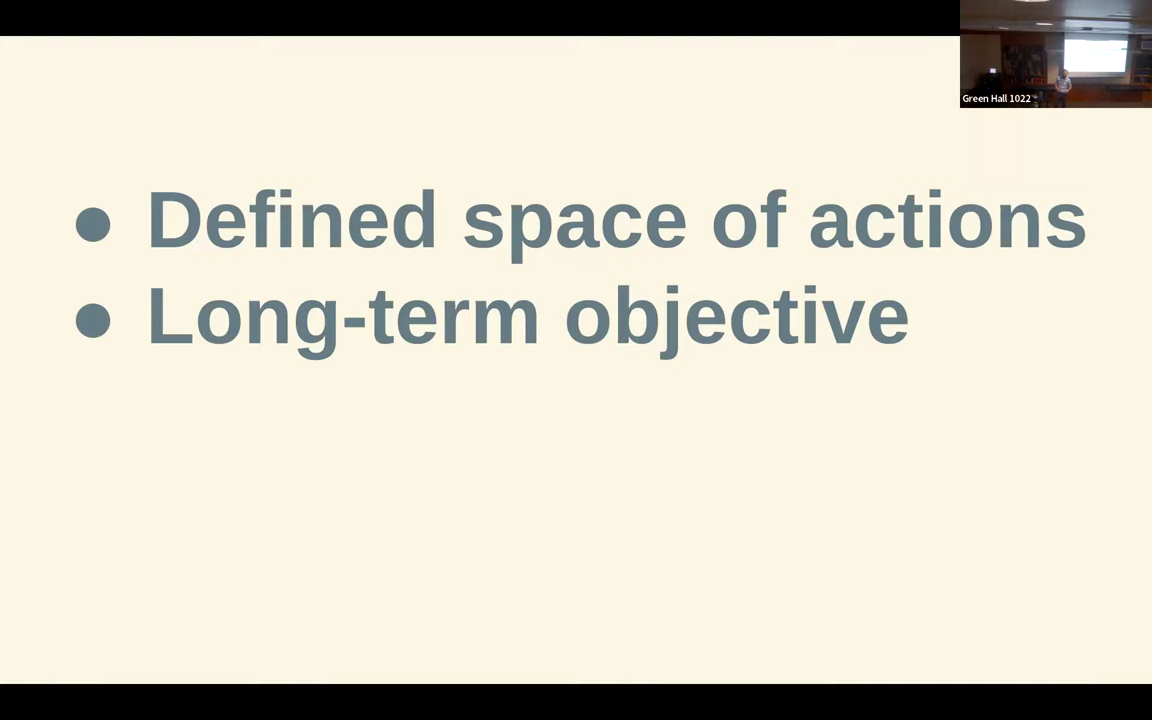 Green Hall 1022
● Defined space of actions
● Long-term objective